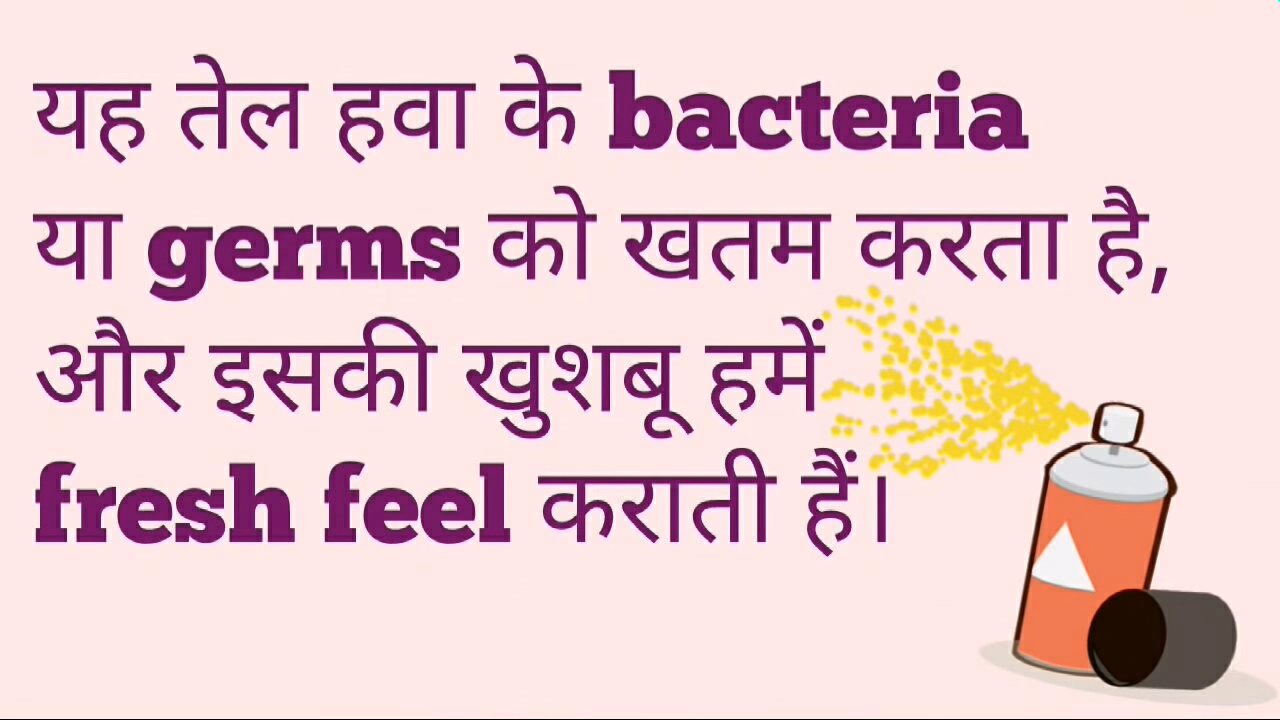 यह तेल हवा के bacteria
या germs को खतम करता है,
और इसकी खुशबू हमें
fresh feel कराती हैं।